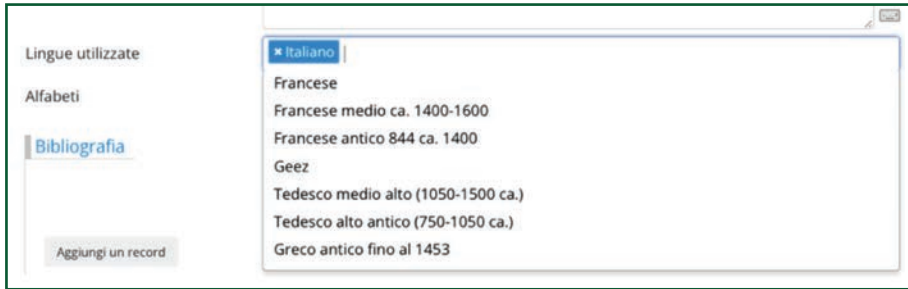 Lingue utilizzate
× Italiano
Alfabeti
Francese
Francese medio ca. 1400-1600
Francese antico 844 ca. 1400
Geez
Tedesco medio alto (1050-1500 ca.)
Tedesco alto antico (750-1050 ca.)
Greco antico fino al 1453
Bibliografia
Aggiungi un record